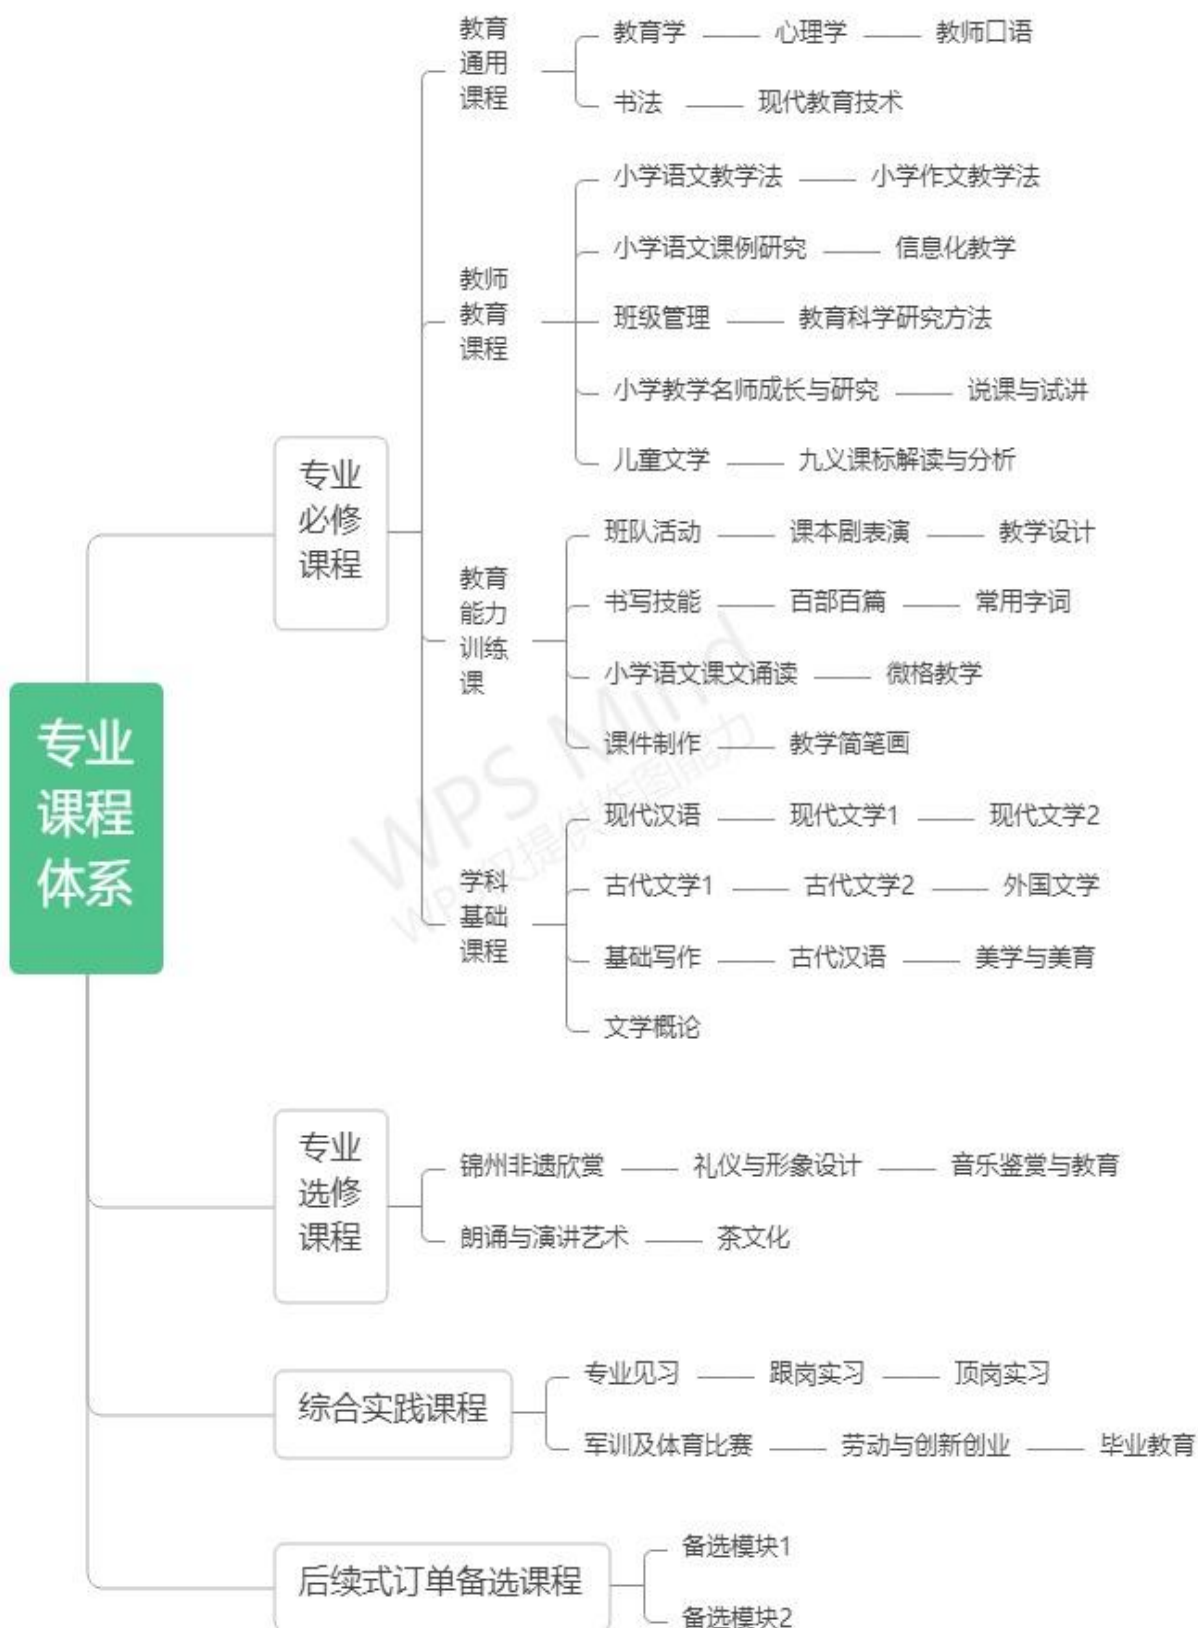 教育
通用
课程
教育学 心理学 教师口语
书法 现代教育技术
教师
教育
课程
小学语文教学法 小学作文教学法
小学语文课例研究 信息化教学
班级管理 教育科学研究方法
小学教学名师成长与研究 说课与试讲
儿童文学 九义课标解读与分析
专业
必修
课程
教育
能力
训练
课
班队活动 课本剧表演 教学设计
书写技能 百部百篇 常用字词
小学语文课文诵读 微格教学
课件制作 教学简笔画
学科
基础
课程
现代汉语 现代文学1 现代文学2
古代文学1 古代文学2 外国文学
基础写作 古代汉语 美学与美育
文学概论
专业
课程
体系
专业
选修
课程
锦州非遗欣赏 礼仪与形象设计 音乐鉴赏与教育
朗诵与演讲艺术 茶文化
综合实践课程
专业见习 跟岗实习 顶岗实习
军训及体育比赛 劳动与创新创业 毕业教育
后续式订单备选课程
备选模块1
备选模块2
WPS Mind
WPS仅提供作图能力